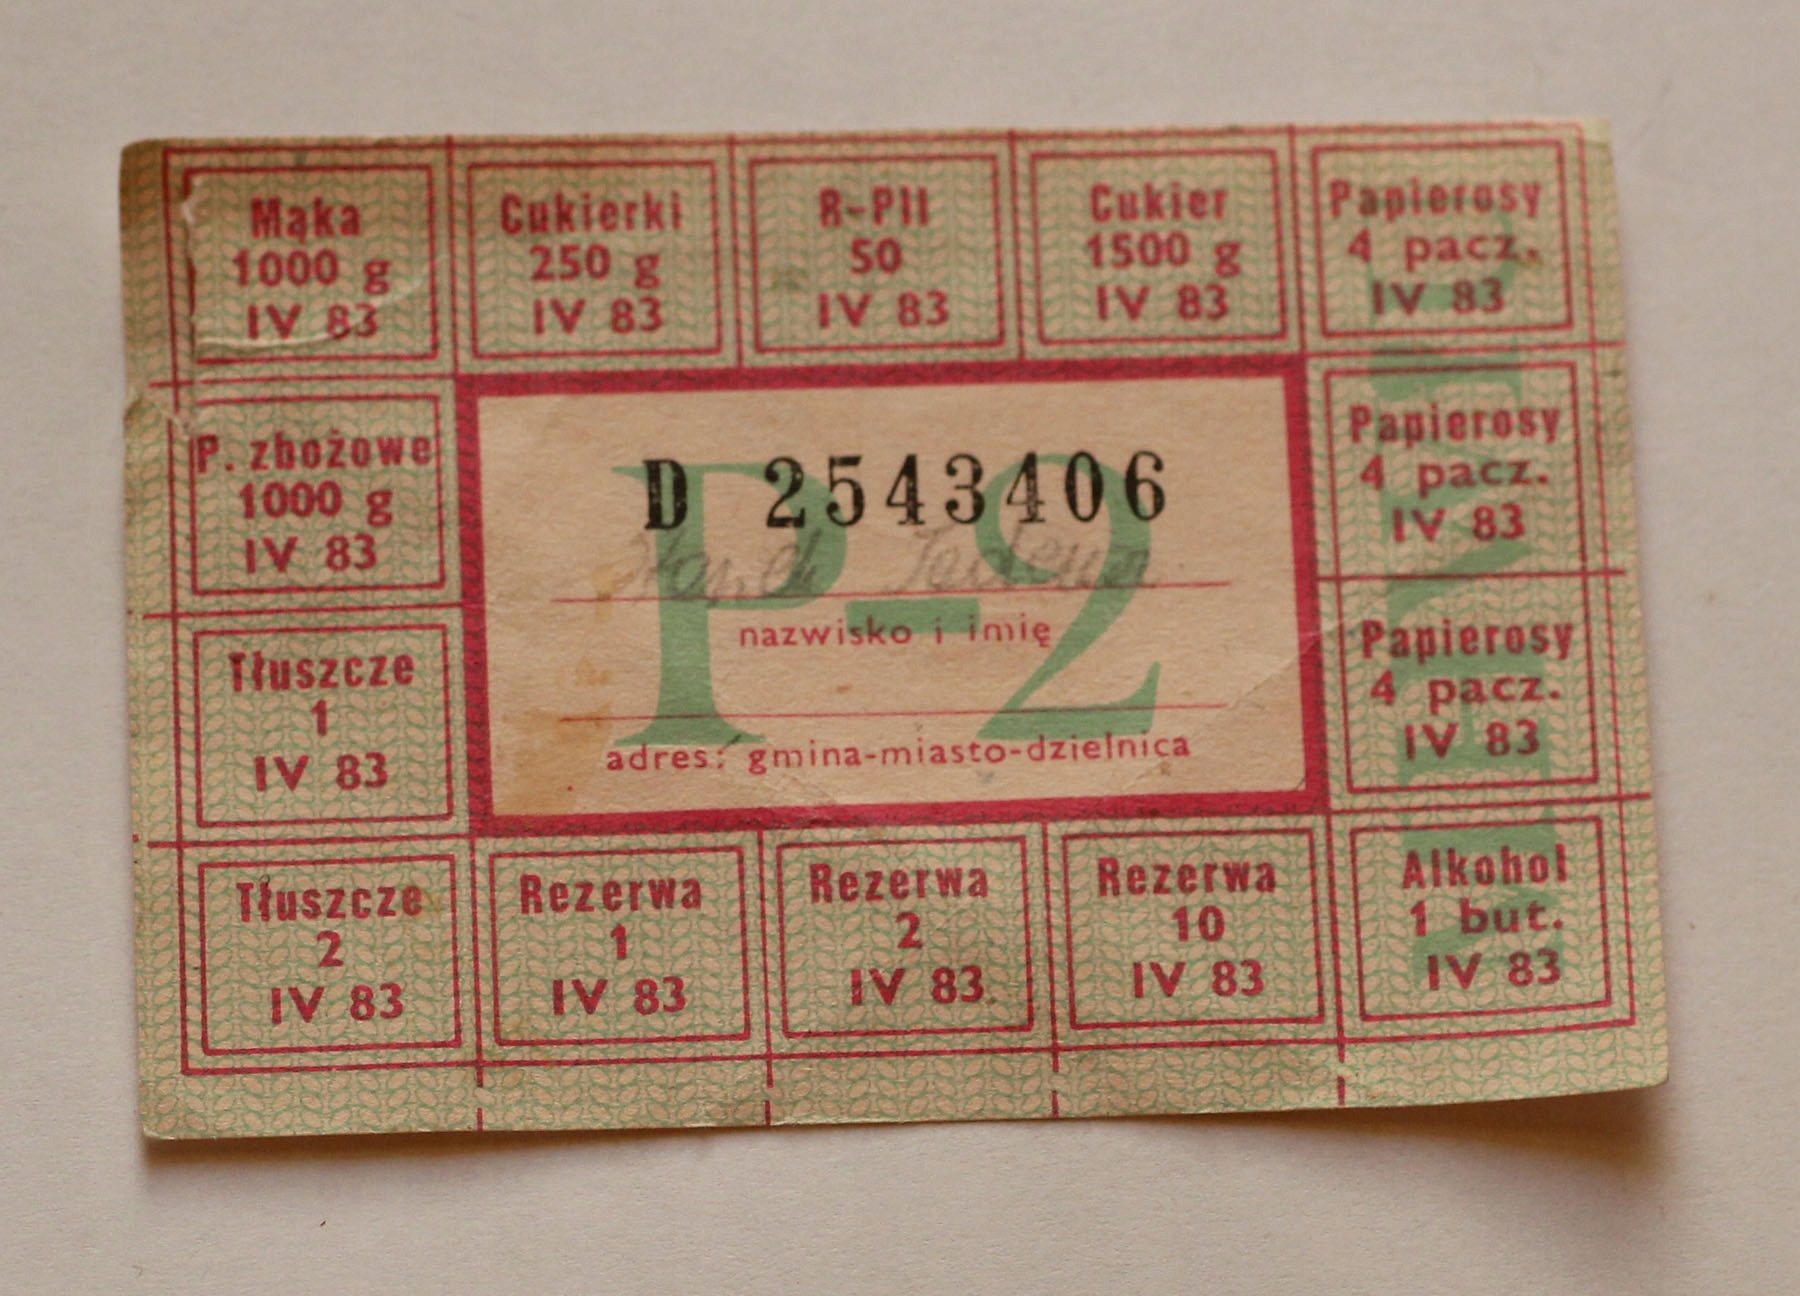 Mąka
1000 g
IV 83
Cukierki
250 g
IV 83
R-PII
50
IV 83
Cukier
1500 g
IV 83
Papierosy
4 pacz.
IV 83
P. zbożowe
1000 g
IV 83
D 2543406
P-2
nazwisko i imię
adres: gmina-miasto-dzielnica
Papierosy
4 pacz.
IV 83
Tłuszcze
1
IV 83
Papierosy
4 pacz.
IV 83
Tłuszcze
2
IV 83
Rezerwa
1
IV 83
Rezerwa
2
IV 83
Rezerwa
10
IV 83
Alkohol
1 but.
IV 83